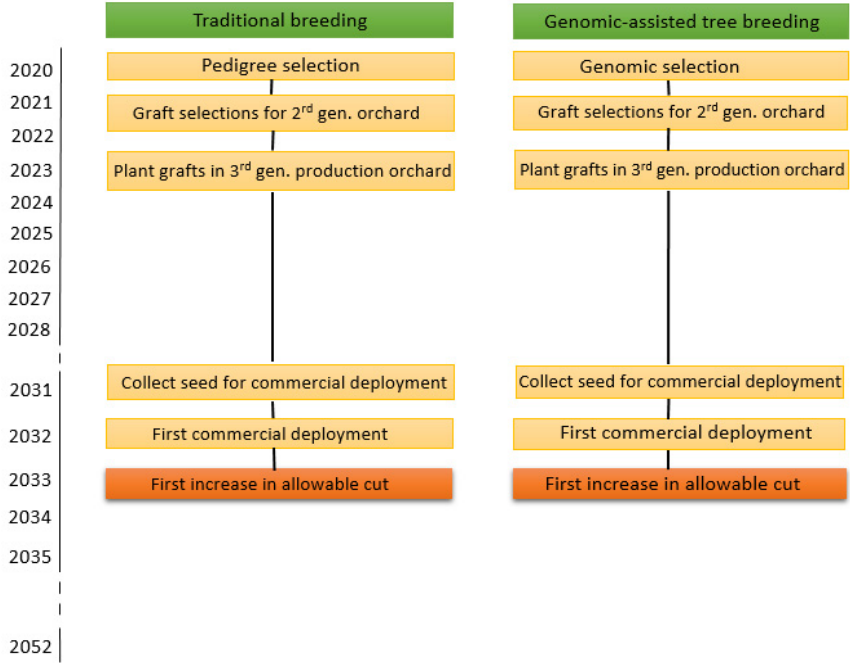 Traditional breeding
Genomic-assisted tree breeding
2020
Pedigree selection
Genomic selection
2021
Graft selections for 2rd gen. orchard
Graft selections for 2rd gen. orchard
2022
2023
Plant grafts in 3rd gen. production orchard
Plant grafts in 3rd gen. production orchard
2024
2025
2026
2027
2028
2031
Collect seed for commercial deployment
Collect seed for commercial deployment
2032
First commercial deployment
First commercial deployment
2033
First increase in allowable cut
First increase in allowable cut
2034
2035
2052